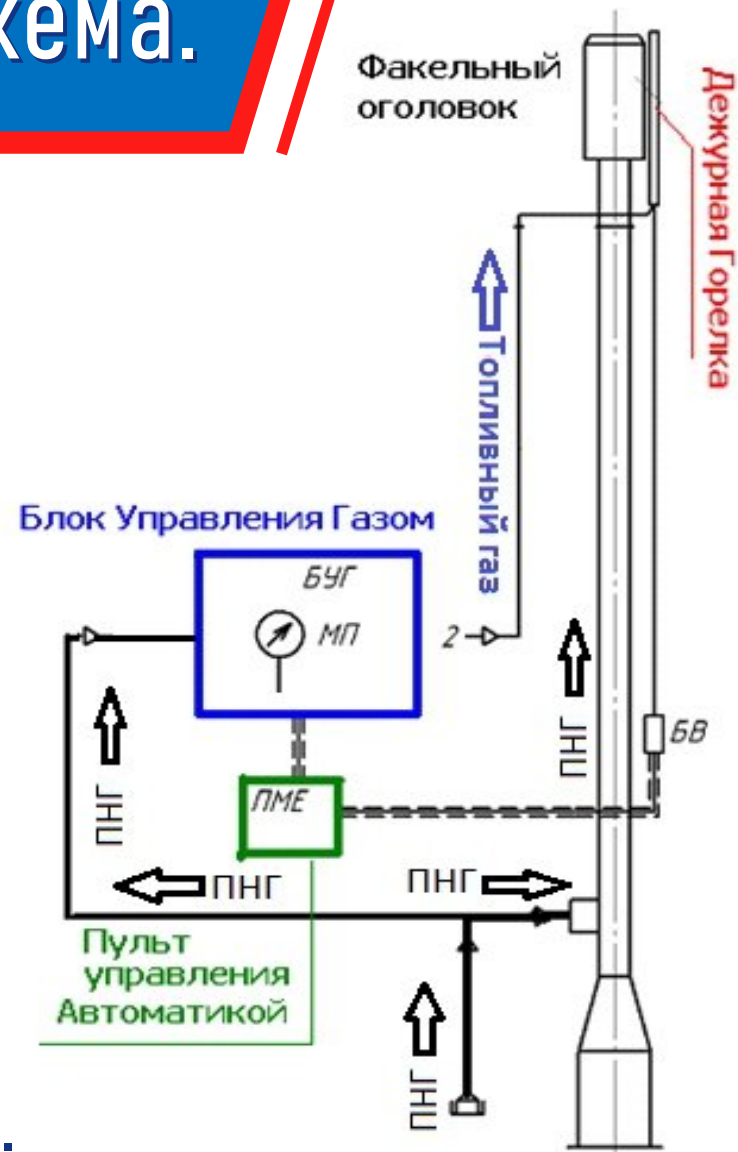 хема.
Факельный
оголовок
Дежурная Горелка
Топливный газ
Блок Управления Газом
БУГ
МП
2
ПНГ
БВ
ПНГ
ПМЕ
ПНГ
ПНГ
Пульт
управления
Автоматикой
ПНГ